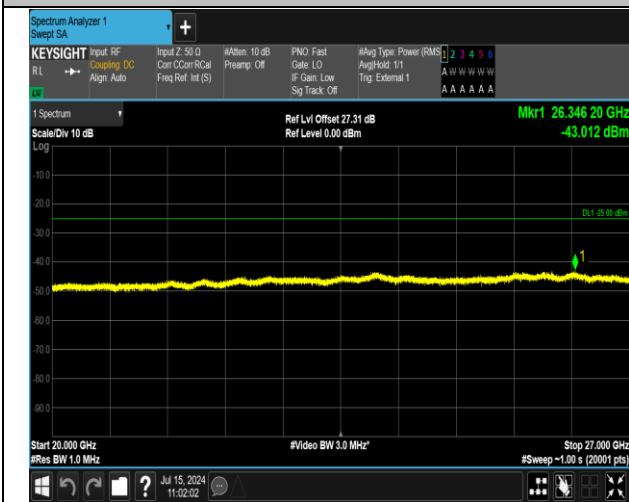 Spectrum Analyzer 1
Swept SA
+
KEYSIGHT
RL
LXI
Input: RF
Coupling: DC
Align: Auto
Input Z: 50 Ω
Corr CCorr RCal
Freq Ref: Int (S)
#Atten: 10 dB
Preamp: Off
PNO: Fast
Gate: LO
IF Gain: Low
Sig Track: Off
#Avg Type: Power (RMS
Avg|Hold: 1/1
Trig: External 1
1 2 3 4 5 6
A W W W W W
A A A A A A
1 Spectrum
Scale/Div 10 dB
Log
Ref Lvl Offset 27.31 dB
Ref Level 0.00 dBm
Mkr1 26.346 20 GHz
-43.012 dBm
-10.0
-20.0
DL1 -25.00 dBm
-30.0
-40.0
1
-50.0
-60.0
-70.0
-80.0
-90.0
Start 20.000 GHz
#Res BW 1.0 MHz
#Video BW 3.0 MHz*
Stop 27.000 GHz
#Sweep ~1.00 s (20001 pts)
?
Jul 15, 2024
11:02:02